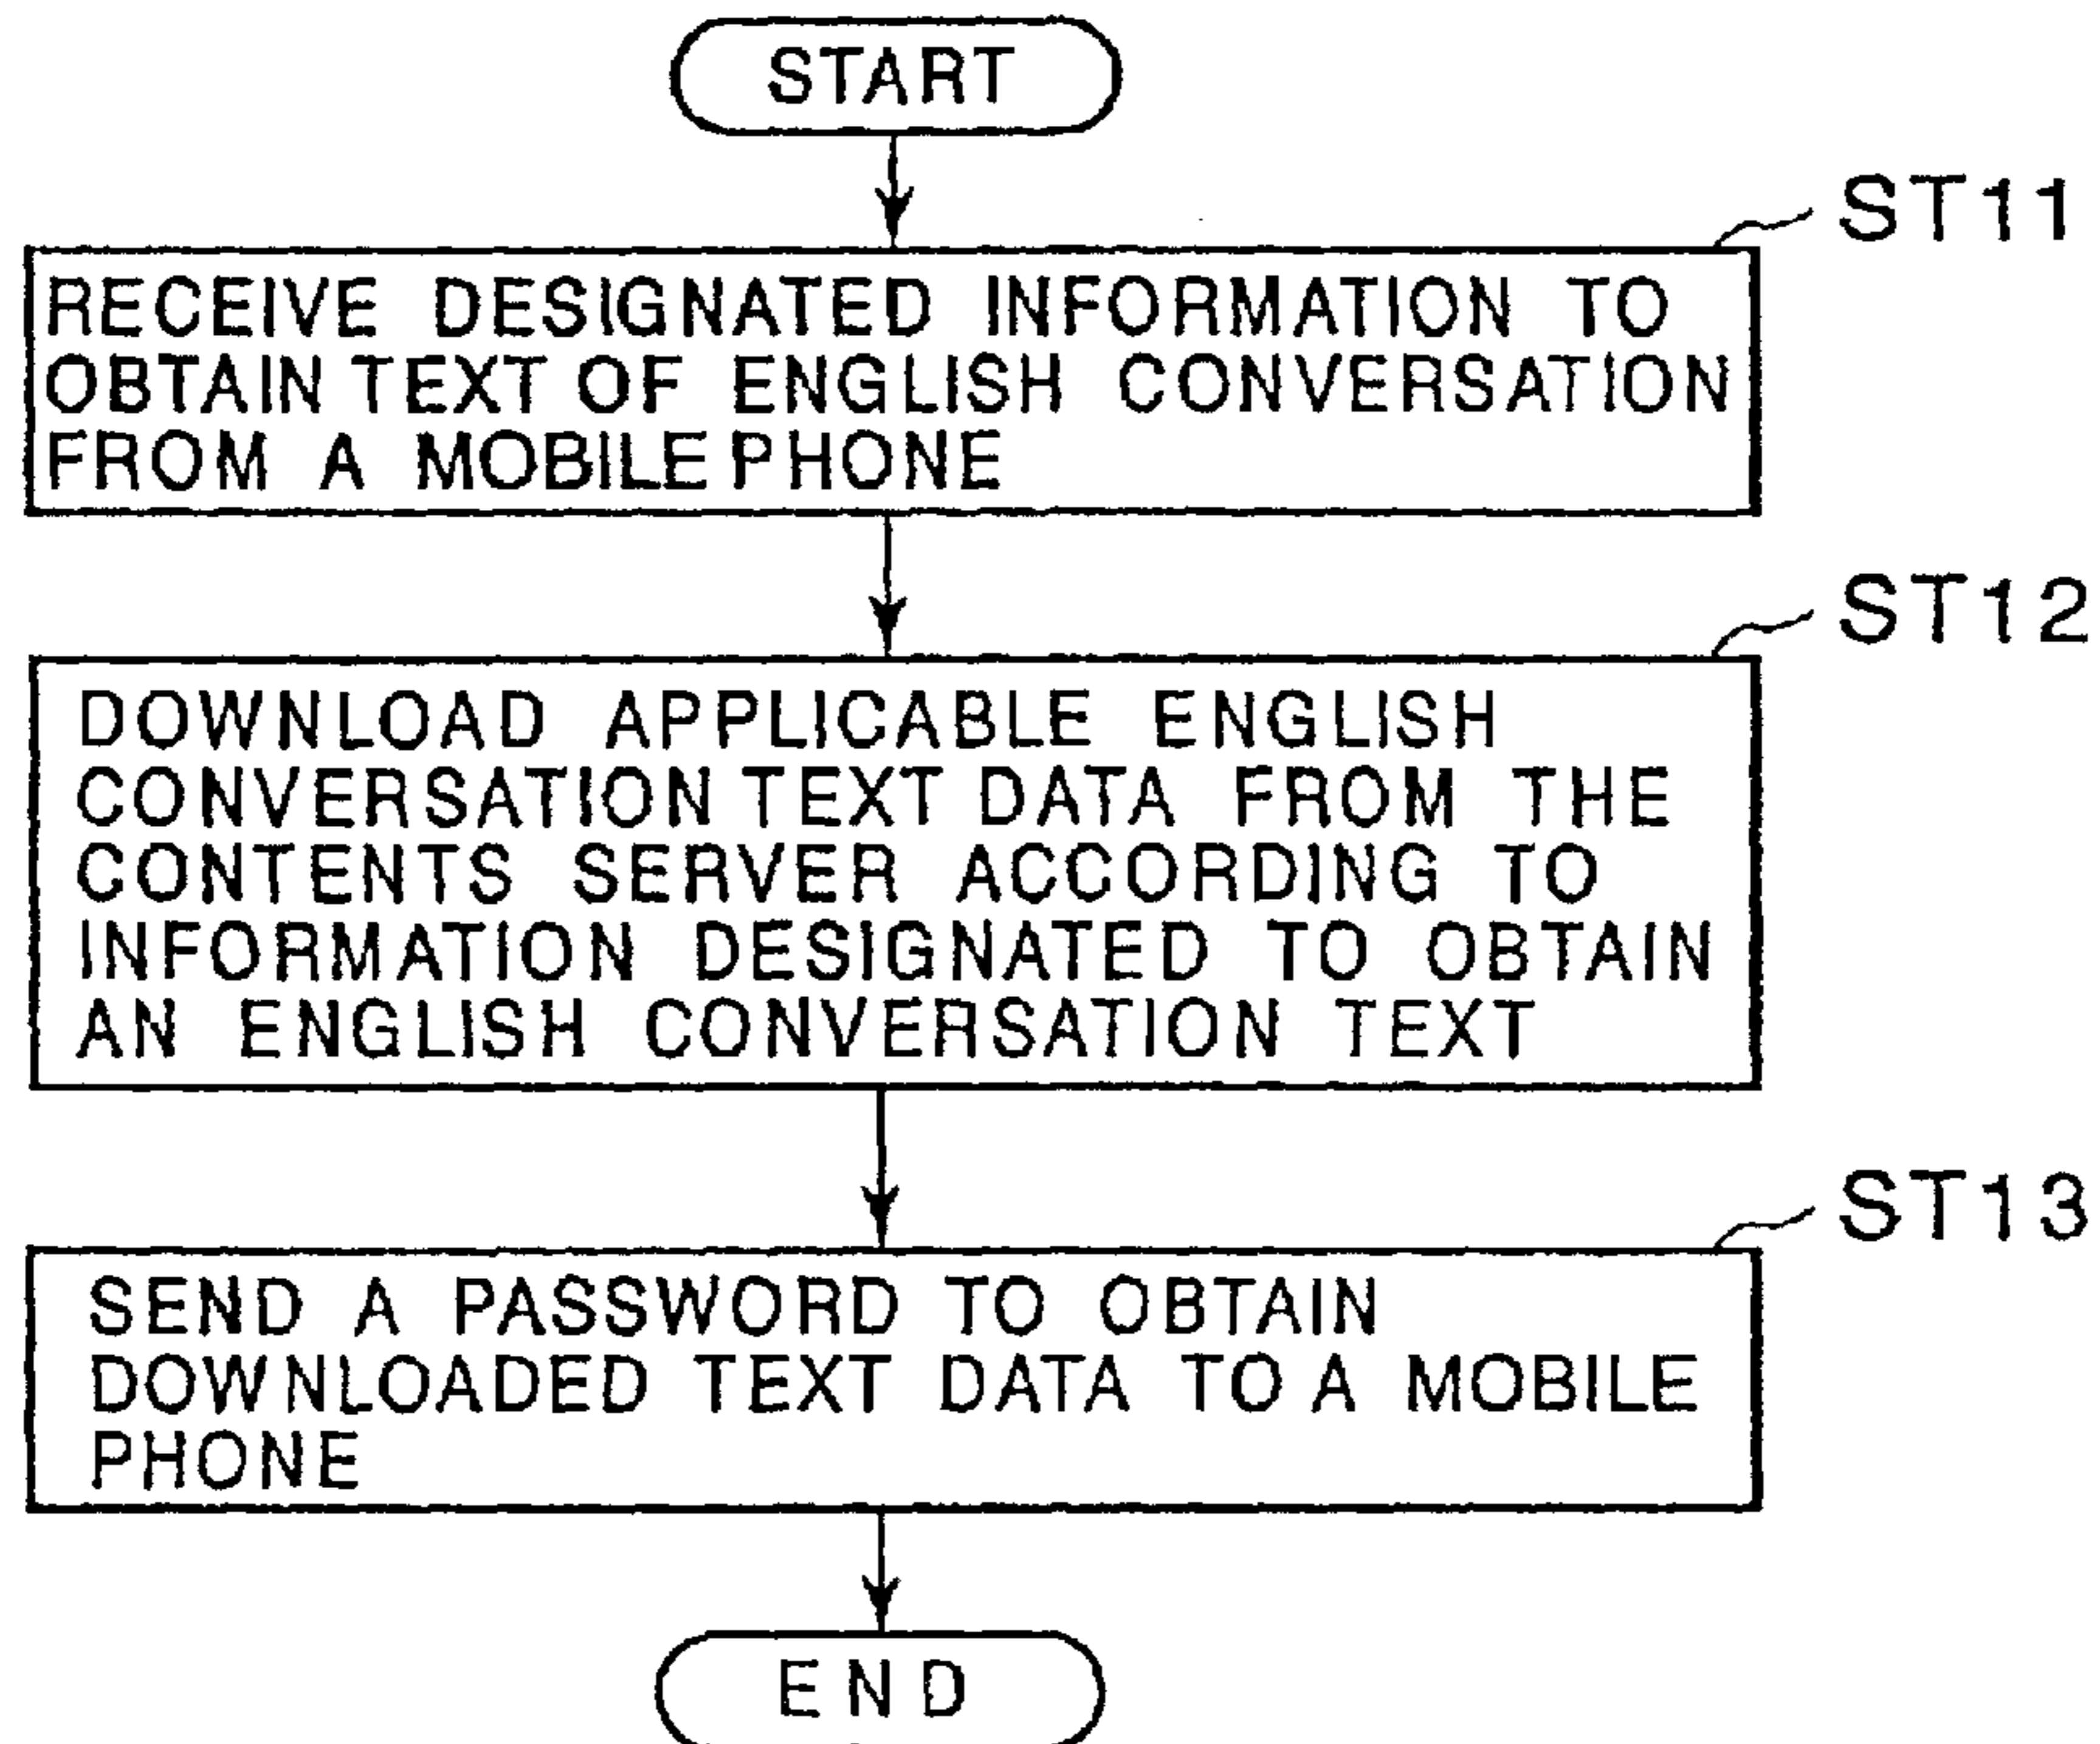 START
ST11
RECEIVE DESIGNATED INFORMATION TO
OBTAIN TEXT OF ENGLISH CONVERSATION
FROM A MOBILE PHONE
ST12
DOWNLOAD APPLICABLE ENGLISH
CONVERSATION TEXT DATA FROM THE
CONTENTS SERVER ACCORDING TO
INFORMATION DESIGNATED TO OBTAIN
AN ENGLISH CONVERSATION TEXT
ST13
SEND A PASSWORD TO OBTAIN
DOWNLOADED TEXT DATA TO A MOBILE
PHONE
END